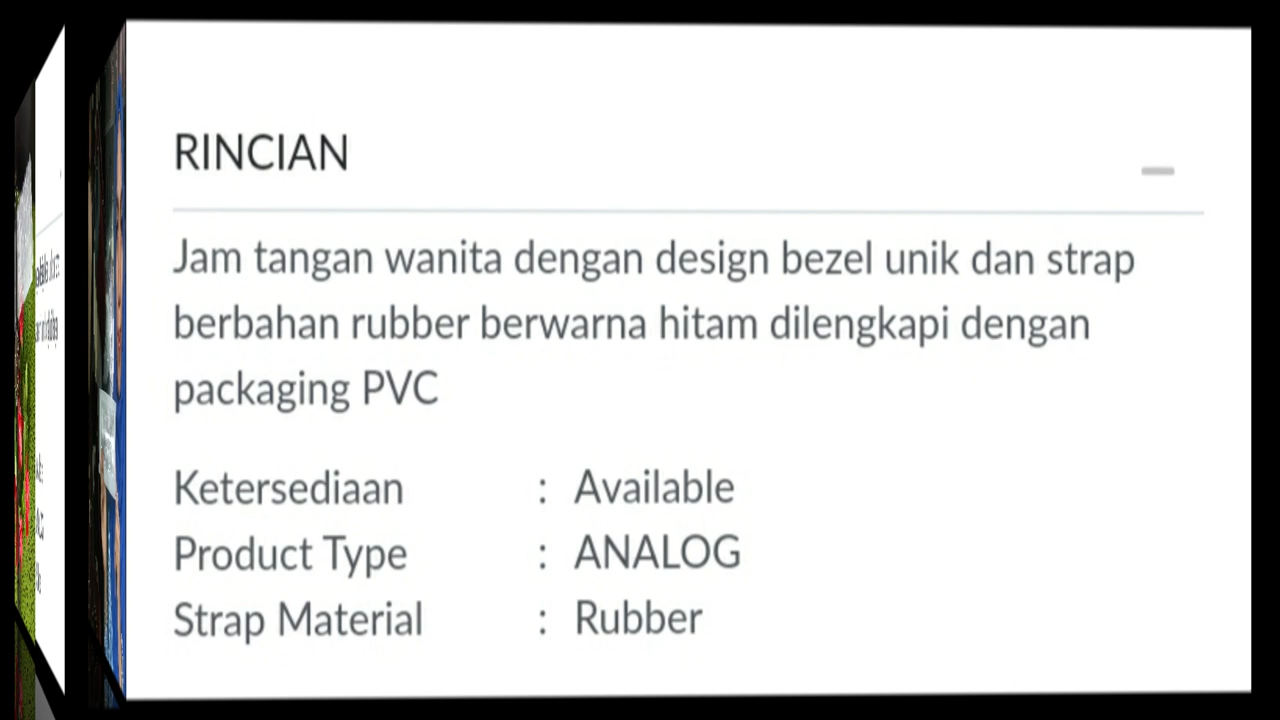 RINCIAN
Jam tangan wanita dengan design bezel unik dan strap
berbahan rubber berwarna hitam dilengkapi dengan
packaging PVC
Ketersediaan : Available
Product Type : ANALOG
Strap Material : Rubber